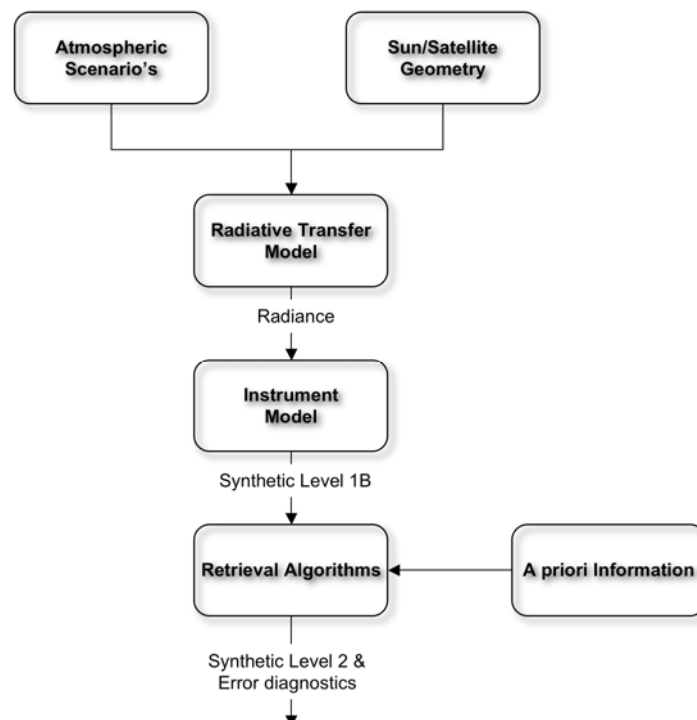 Atmospheric
Scenario's
Sun/Satellite
Geometry
Radiative Transfer
Model
Radiance
Instrument
Model
Synthetic Level 1B
Retrieval Algorithms
A priori Information
Synthetic Level 2 &
Error diagnostics